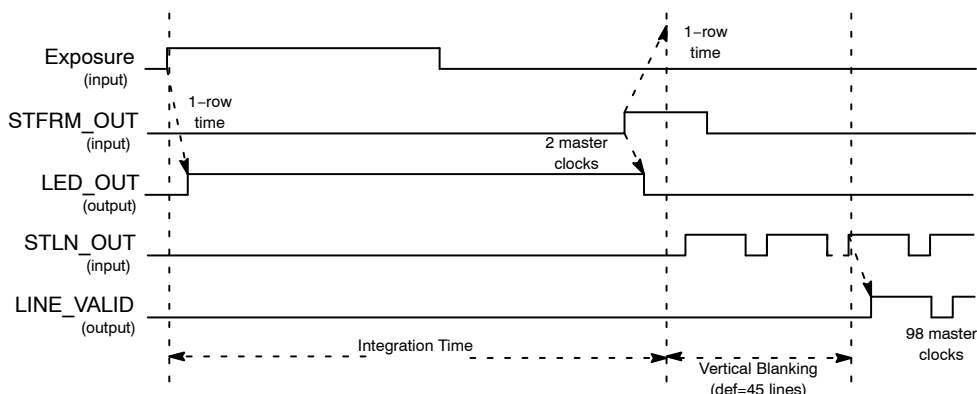 1−row
time
Exposure
(input)
1−row
time
STFRM_OUT
(input)
2 master
clocks
LED_OUT
(output)
STLN_OUT
(input)
LINE_VALID
(output)
98 master
clocks
Integration Time
Vertical Blanking
(def=45 lines)